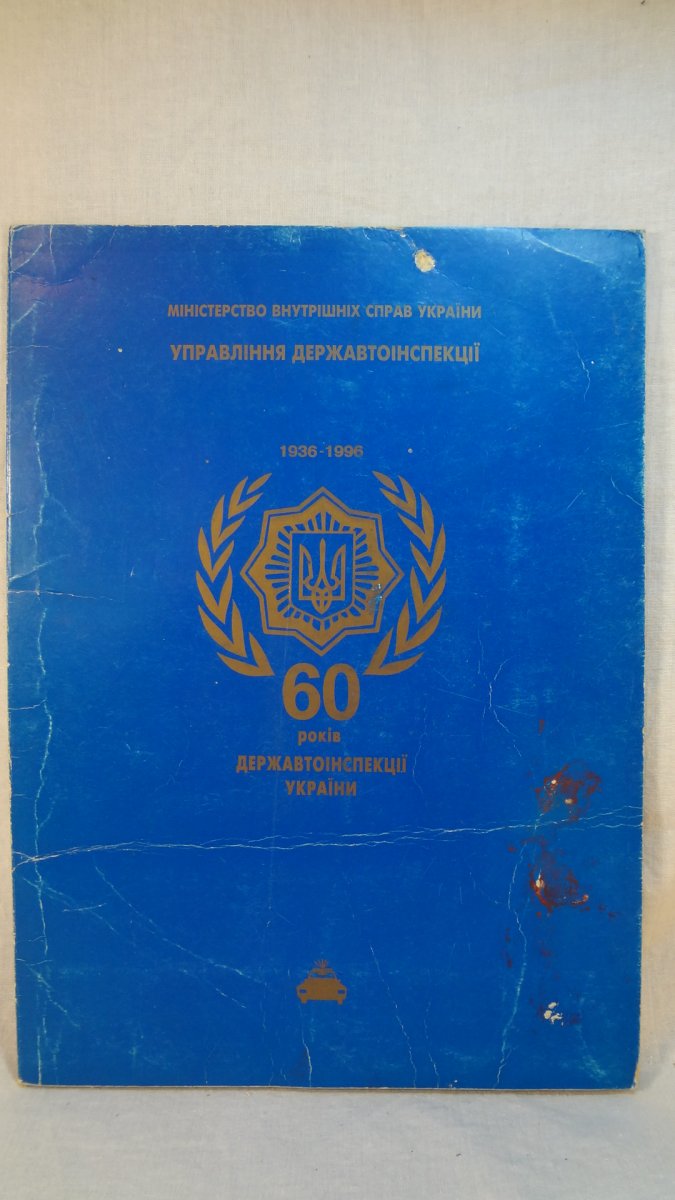 МІНІСТЕРСТВО ВНУТРІШНІХ СПРАВ УКРАЇНИ
УПРАВЛІННЯ ДЕРЖАВТОІНСПЕКЦІЇ
1936-1996
60
років
ДЕРЖАВТОІНСПЕКЦІЇ
УКРАЇНИ